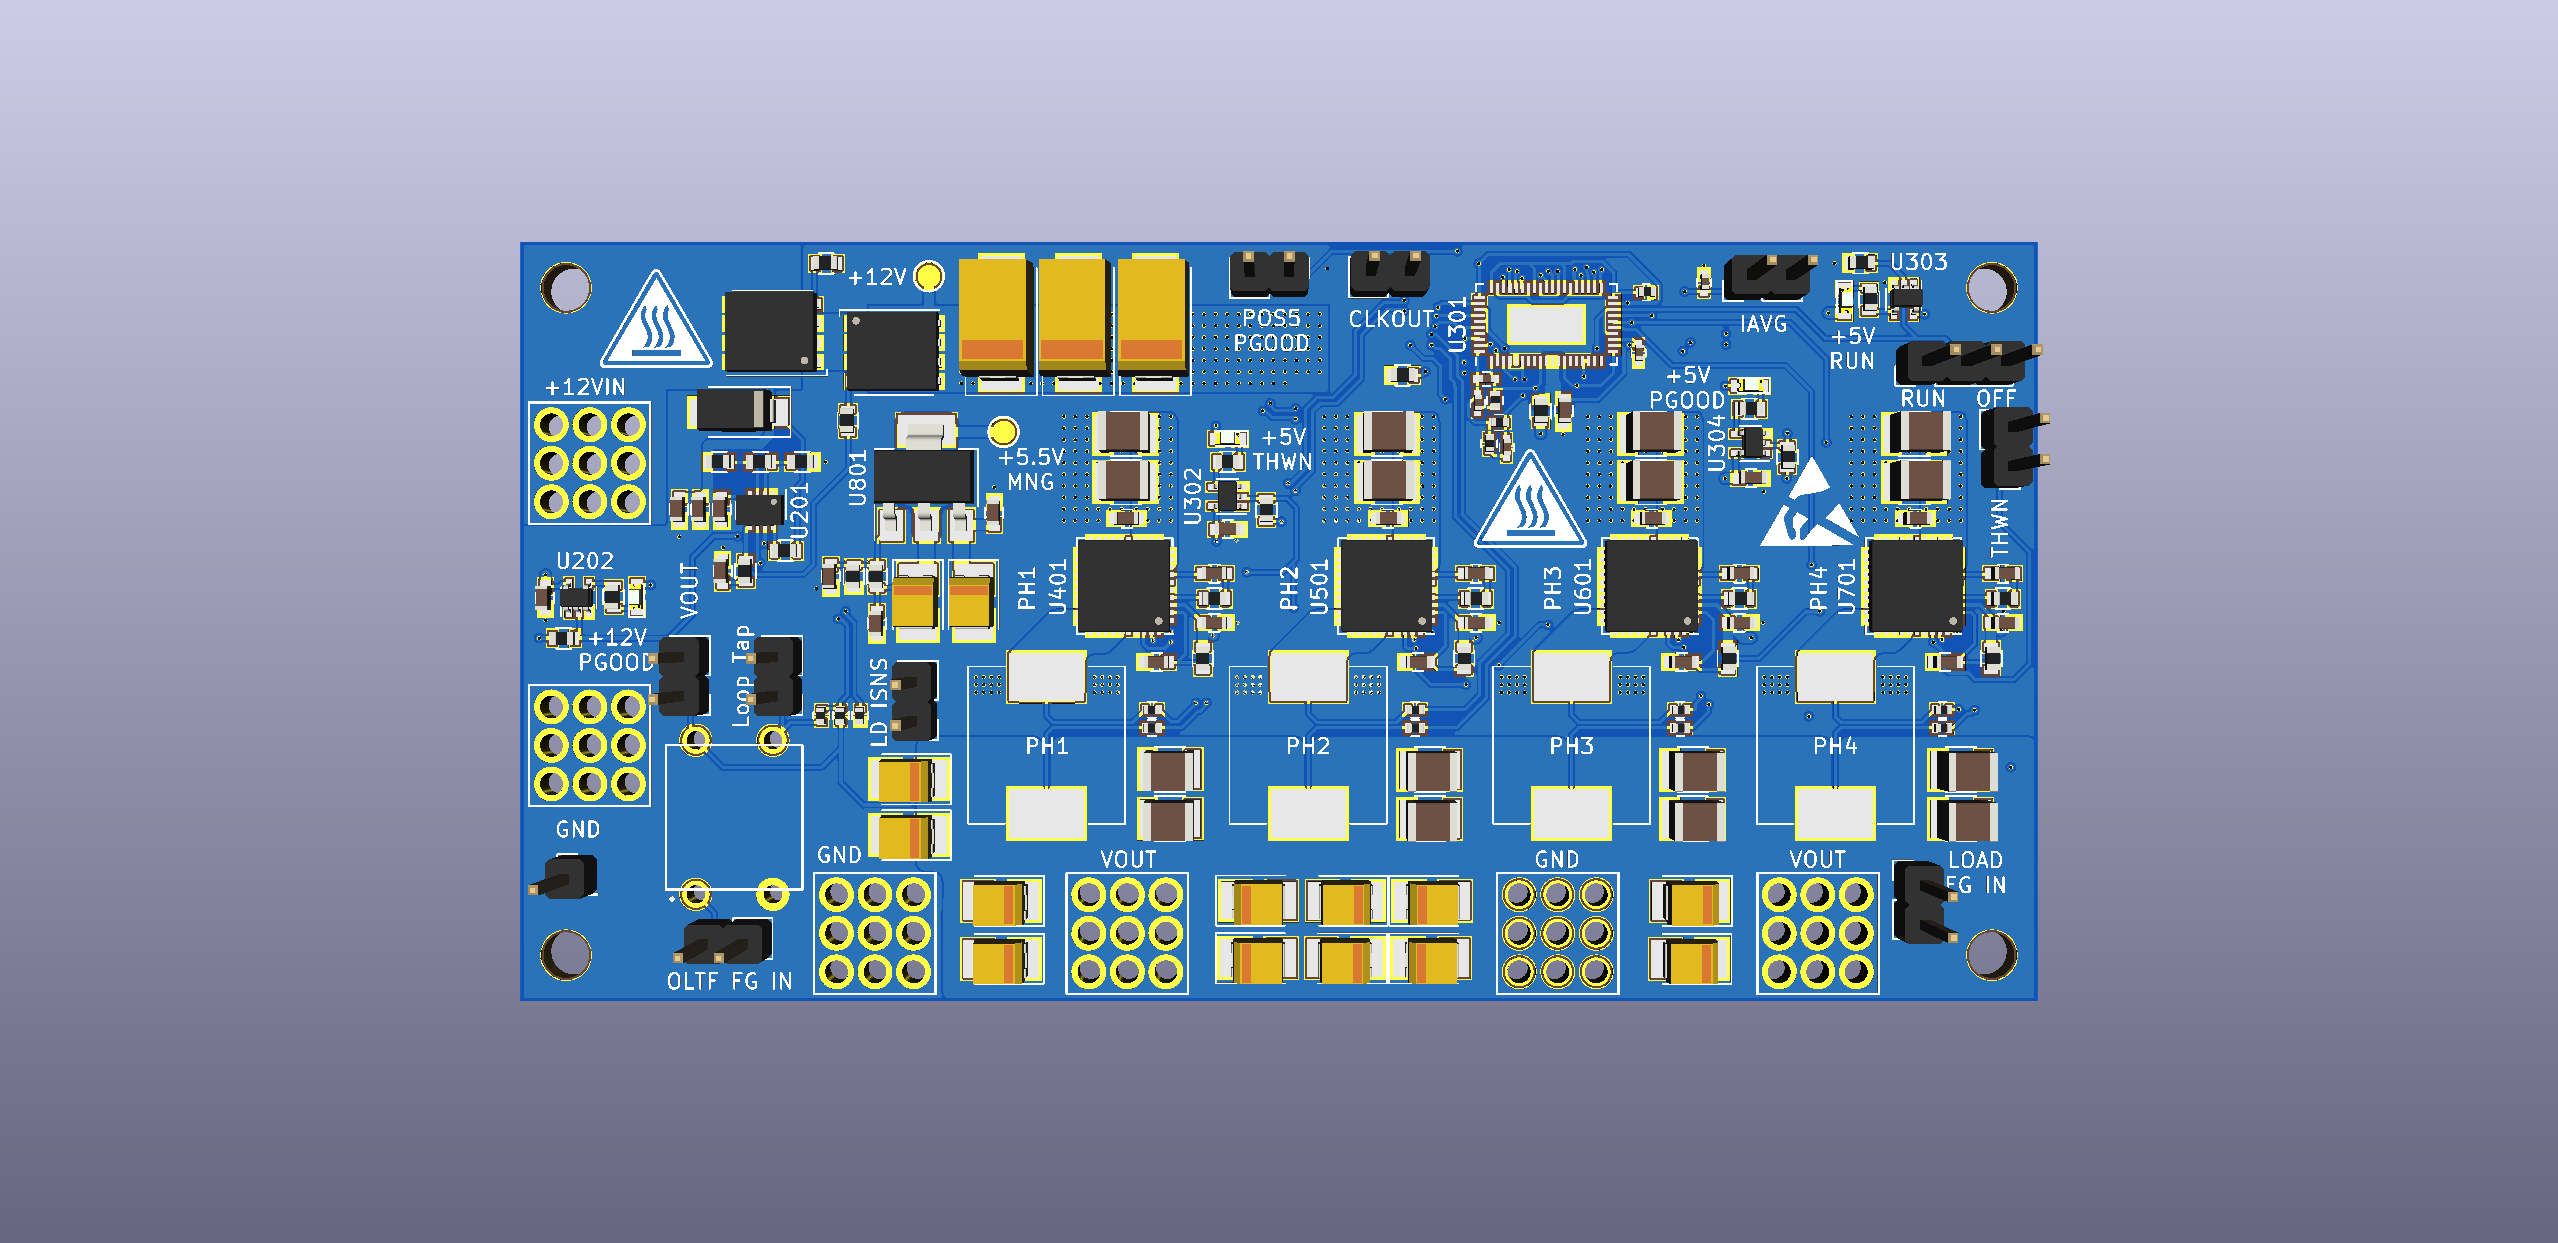 +12V
U303
POS5
PGOOD
CLKOUT
U301
IAVG
+5V
RUN
+12VIN
+5V
PGOOD
RUN
OFF
U801
+5.5V
MNG
+5V
THWN
U302
U304
U201
THWN
U202
VOUT
PH1
U401
PH2
U501
PH3
U601
PH4
U701
+12V
PGOOD
Loop Tap
LD ISNS
PH1
PH2
PH3
PH4
GND
GND
VOUT
GND
VOUT
LOAD
FG IN
OLTF FG IN